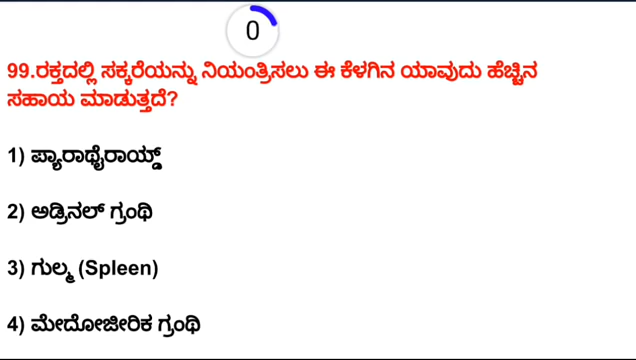 0
99.ರಕ್ತದಲ್ಲಿ ಸಕ್ಕರೆಯನ್ನು ನಿಯಂತ್ರಿಸಲು ಈ ಕೆಳಗಿನ ಯಾವುದು ಹೆಚ್ಚಿನ
ಸಹಾಯ ಮಾಡುತ್ತದೆ?
1) ಪ್ಯಾರಾಥೈರಾಯ್ಡ್
2) ಅಡ್ರಿನಲ್ ಗ್ರಂಥಿ
3) ಗುಲ್ಮ (Spleen)
4) ಮೇದೋಜೀರಿಕ ಗ್ರಂಥಿ